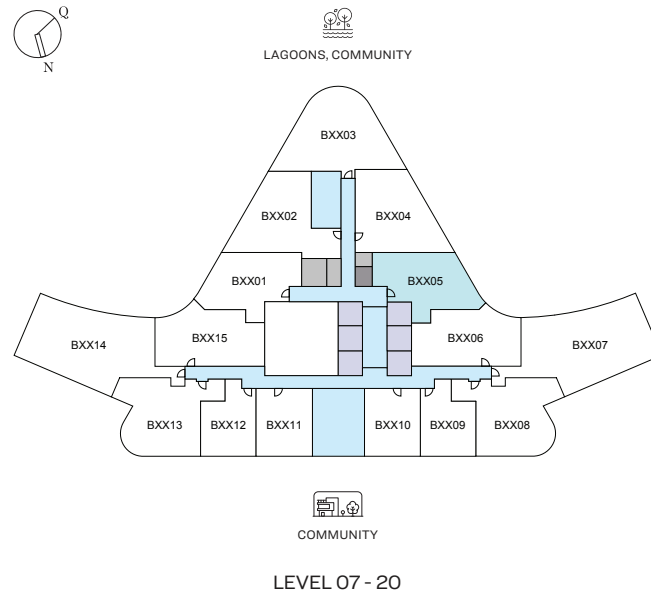 Q
N
LAGOONS, COMMUNITY
BXX03
BXX02
BXX04
BXX01
BXX05
BXX15
BXX06
BXX14
BXX07
BXX13
BXX12
BXX11
BXX10
BXX09
BXX08
COMMUNITY
LEVEL 07 - 20